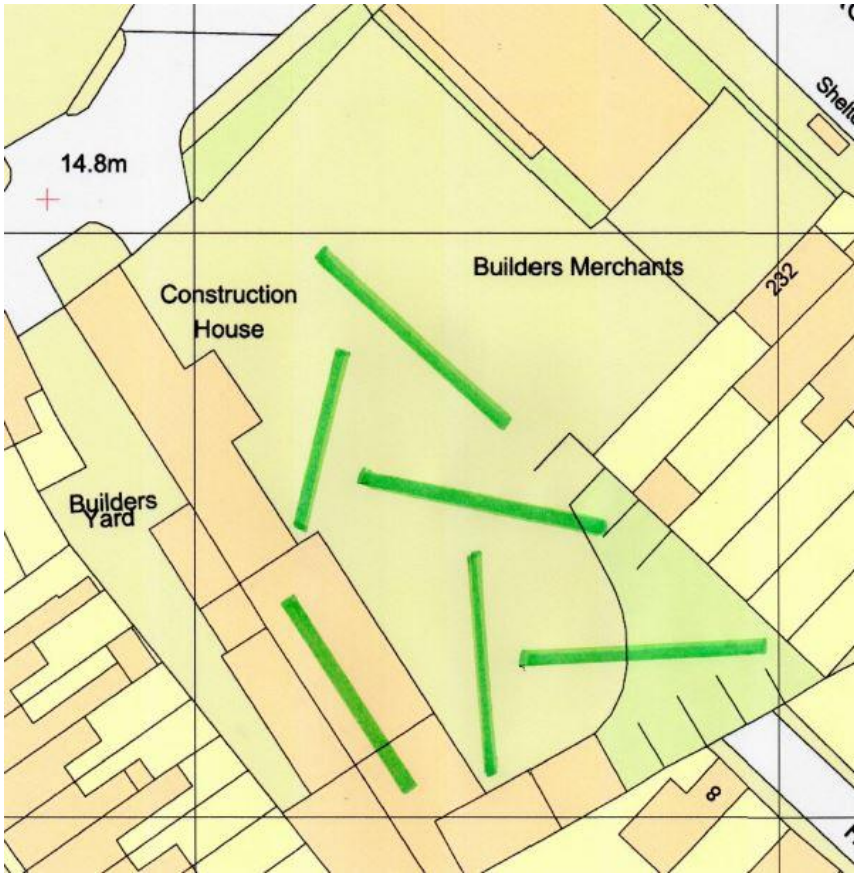 14.8m
Construction
House
Builders Merchants
232
Builders
Yard
8